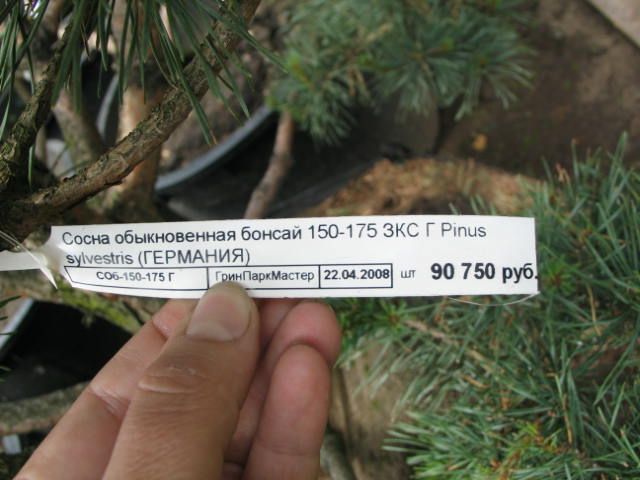 Сосна обыкновенная бонсай 150-175 ЗКС Г Pinus
sylvestris (ГЕРМАНИЯ)
СОб-150-175 Г ГринПаркМастер 22.04.2008 шт 90 750 руб.